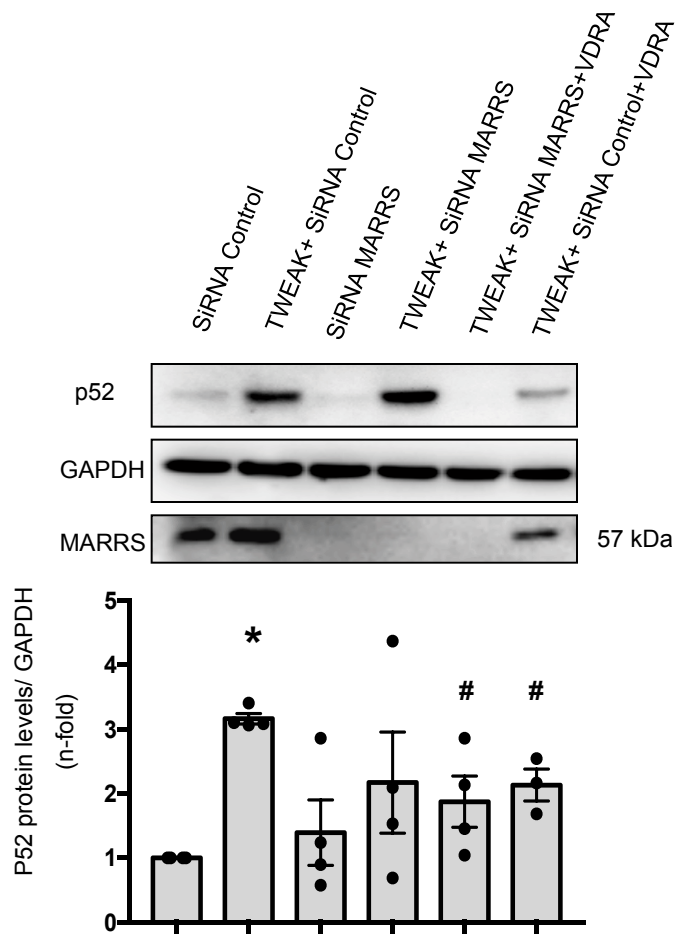 SiRNA Control
TWEAK+ SiRNA Control
SiRNA MARRS
TWEAK+ SiRNA MARRS
TWEAK+ SiRNA MARRS+VDRA
TWEAK+ SiRNA Control+VDRA
p52
GAPDH
MARRS
57 kDa
P52 protein levels/ GAPDH
(n-fold)
5
4
3
2
1
0
*
#
#